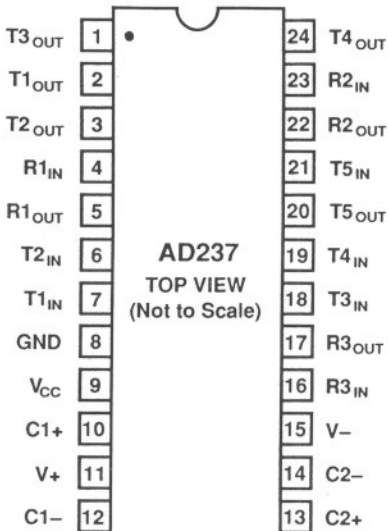 T3OUT 1 24 T4OUT
T1OUT 2 23 R2IN
T2OUT 3 22 R2OUT
R1IN 4 21 T5IN
R1OUT 5 20 T5OUT
T2IN 6 19 T4IN
T1IN 7 18 T3IN
GND 8 17 R3OUT
VCC 9 16 R3IN
C1+ 10 15 V–
V+ 11 14 C2–
C1– 12 13 C2+
AD237
TOP VIEW
(Not to Scale)